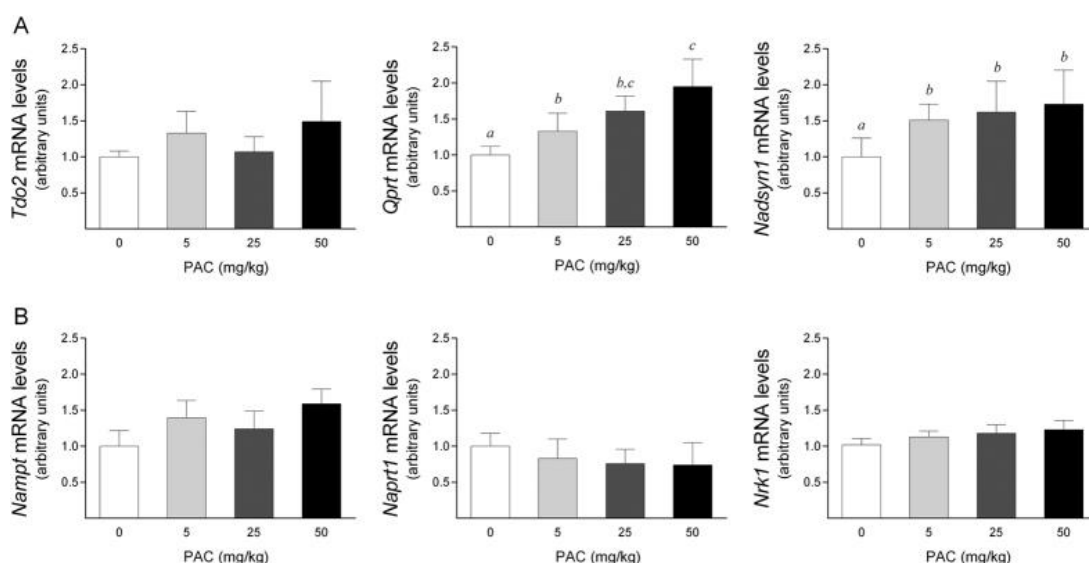 A
Tdo2 mRNA levels
(arbitrary units)
2.5
2.0
1.5
1.0
0.5
0 5 25 50
PAC (mg/kg)
Qprt mRNA levels
(arbitrary units)
2.5
2.0
1.5
1.0
0.5
a b b,c c
0 5 25 50
PAC (mg/kg)
Nadsyn1 mRNA levels
(arbitrary units)
2.5
2.0
1.5
1.0
0.5
a b b b
0 5 25 50
PAC (mg/kg)
B
Nampt mRNA levels
(arbitrary units)
2.5
2.0
1.5
1.0
0.5
0 5 25 50
PAC (mg/kg)
Naprt1 mRNA levels
(arbitrary units)
2.5
2.0
1.5
1.0
0.5
0 5 25 50
PAC (mg/kg)
Nrk1 mRNA levels
(arbitrary units)
2.5
2.0
1.5
1.0
0.5
0 5 25 50
PAC (mg/kg)